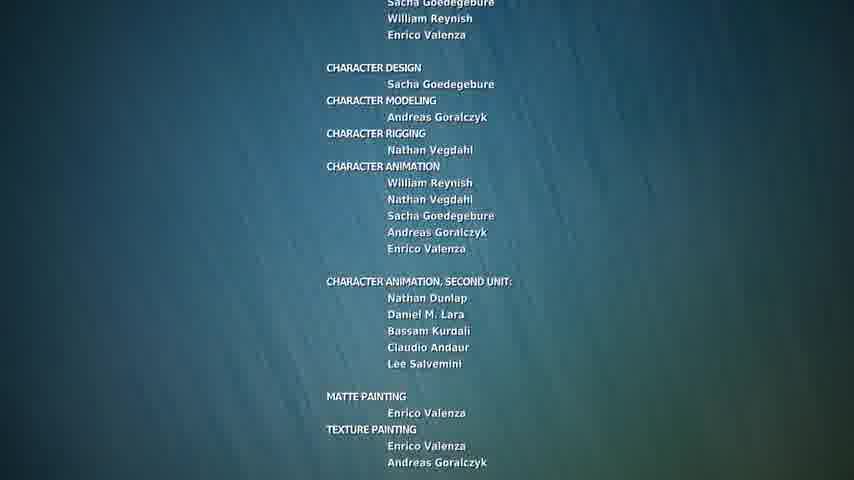 Sacha Goedegebure
William Reynish
Enrico Valenza
CHARACTER DESIGN
Sacha Goedegebure
CHARACTER MODELING
Andreas Goralczyk
CHARACTER RIGGING
Nathan Vegdahl
CHARACTER ANIMATION
William Reynish
Nathan Vegdahl
Sacha Goedegebure
Andreas Goralczyk
Enrico Valenza
CHARACTER ANIMATION, SECOND UNIT:
Nathan Dunlap
Daniel M. Lara
Bassam Kurdali
Claudio Andaur
Lee Salvemini
MATTE PAINTING
Enrico Valenza
TEXTURE PAINTING
Enrico Valenza
Andreas Goralczyk